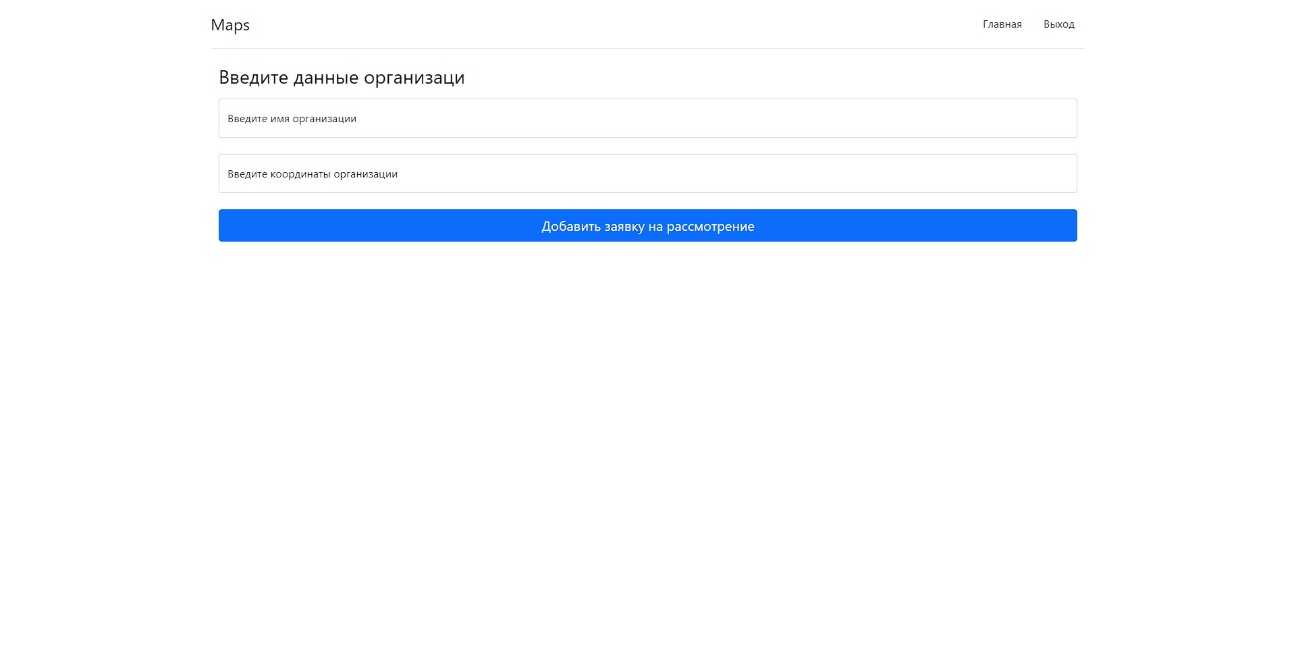 Maps
Главная
Выход
Введите данные организаци
Введите имя организации
Введите координаты организации
Добавить заявку на рассмотрение